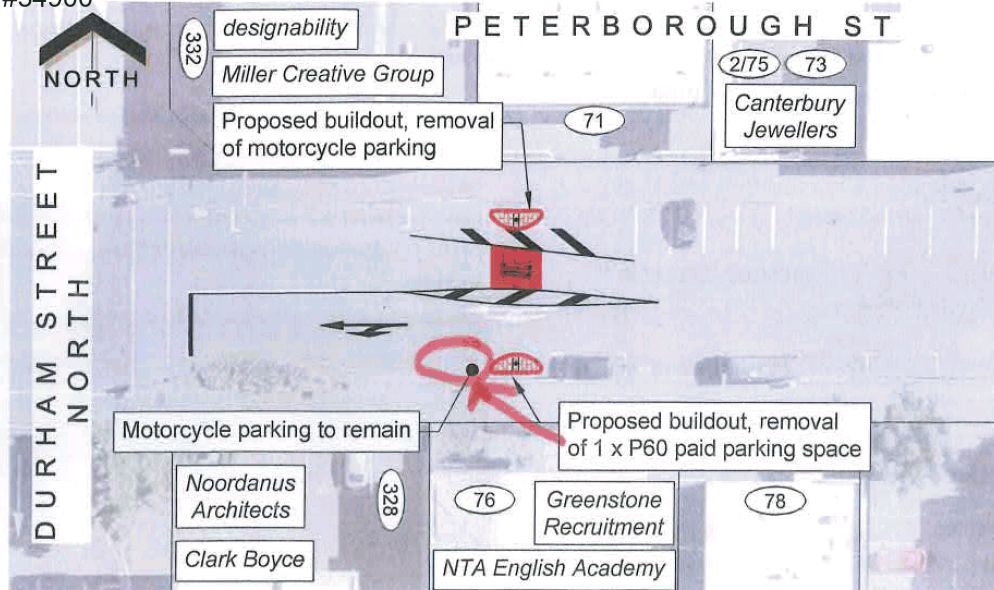 #34900
NORTH
332
designability
Miller Creative Group
PETERBOROUGH ST
2/75
73
Canterbury
Jewellers
Proposed buildout, removal
of motorcycle parking
71
DURHAM STREET
NORTH
Motorcycle parking to remain
Proposed buildout, removal
of 1 x P60 paid parking space
Noordanus
Architects
328
Clark Boyce
76
Greenstone
Recruitment
NTA English Academy
78